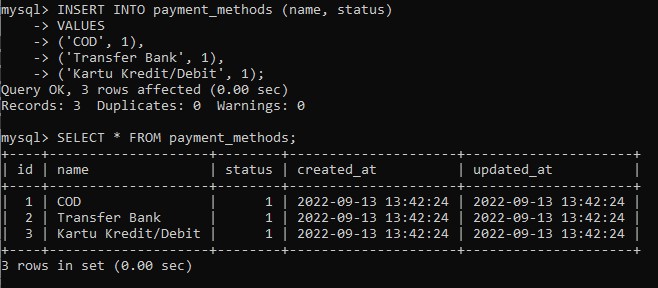 mysql> INSERT INTO payment_methods (name, status)
    -> VALUES
    -> ('COD', 1),
    -> ('Transfer Bank', 1),
    -> ('Kartu Kredit/Debit', 1);
Query OK, 3 rows affected (0.00 sec)
Records: 3  Duplicates: 0  Warnings: 0

mysql> SELECT * FROM payment_methods;
+----+--------------------+--------+---------------------+---------------------+
| id | name               | status | created_at          | updated_at          |
+----+--------------------+--------+---------------------+---------------------+
|  1 | COD                |      1 | 2022-09-13 13:42:24 | 2022-09-13 13:42:24 |
|  2 | Transfer Bank      |      1 | 2022-09-13 13:42:24 | 2022-09-13 13:42:24 |
|  3 | Kartu Kredit/Debit |      1 | 2022-09-13 13:42:24 | 2022-09-13 13:42:24 |
+----+--------------------+--------+---------------------+---------------------+
3 rows in set (0.00 sec)